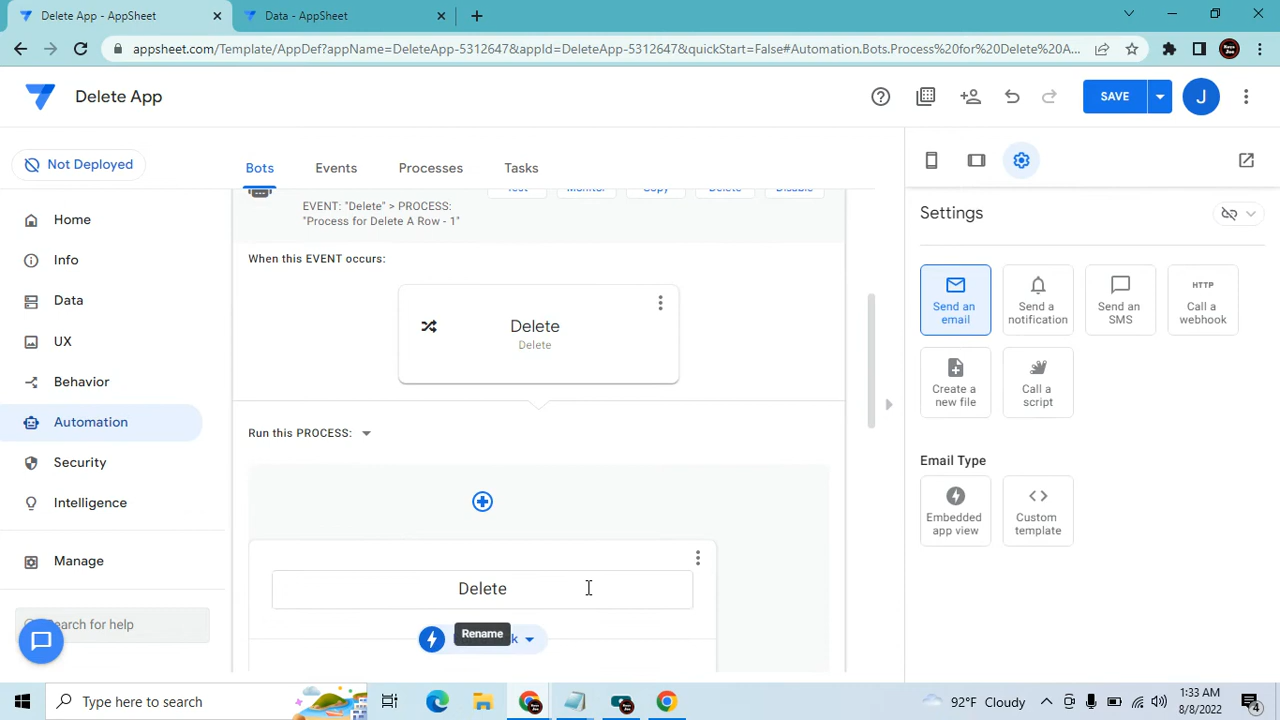 Delete App - AppSheet
Data - AppSheet
appsheet.com/Template/AppDef?appName=DeleteApp-5312647&appId=DeleteApp-5312647&quickStart=False#Automation.Bots.Process%20for%20Delete%20A...
Delete App
SAVE
J
Not Deployed
Bots
Events
Processes
Tasks
Home
Info
Data
UX
Behavior
Automation
Security
Intelligence
Manage
Search for help
Test
Monitor
Copy
Delete
Disable
EVENT: "Delete" > PROCESS:
"Process for Delete A Row - 1"
When this EVENT occurs:
Delete
Delete
Run this PROCESS:
Delete
Rename
Settings
Send an
email
Send a
notification
Send an
SMS
HTTP
Call a
webhook
Create a
new file
Call a
script
Email Type
Embedded
app view
Custom
template
Type here to search
92°F Cloudy
1:33 AM
8/8/2022
4